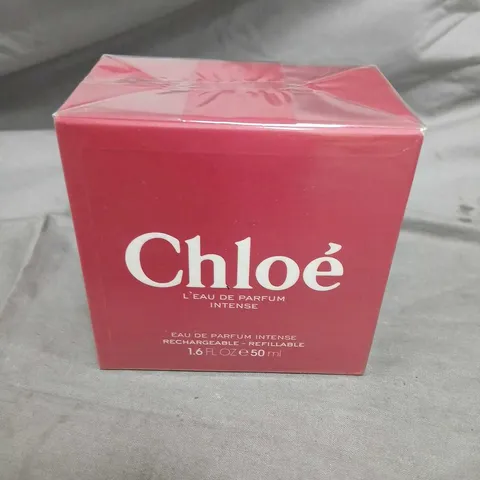 Chloé
L'EAU DE PARFUM
INTENSE
EAU DE PARFUM INTENSE
RECHARGEABLE - REFILLABLE
1.6 FL OZ ℮ 50 ml